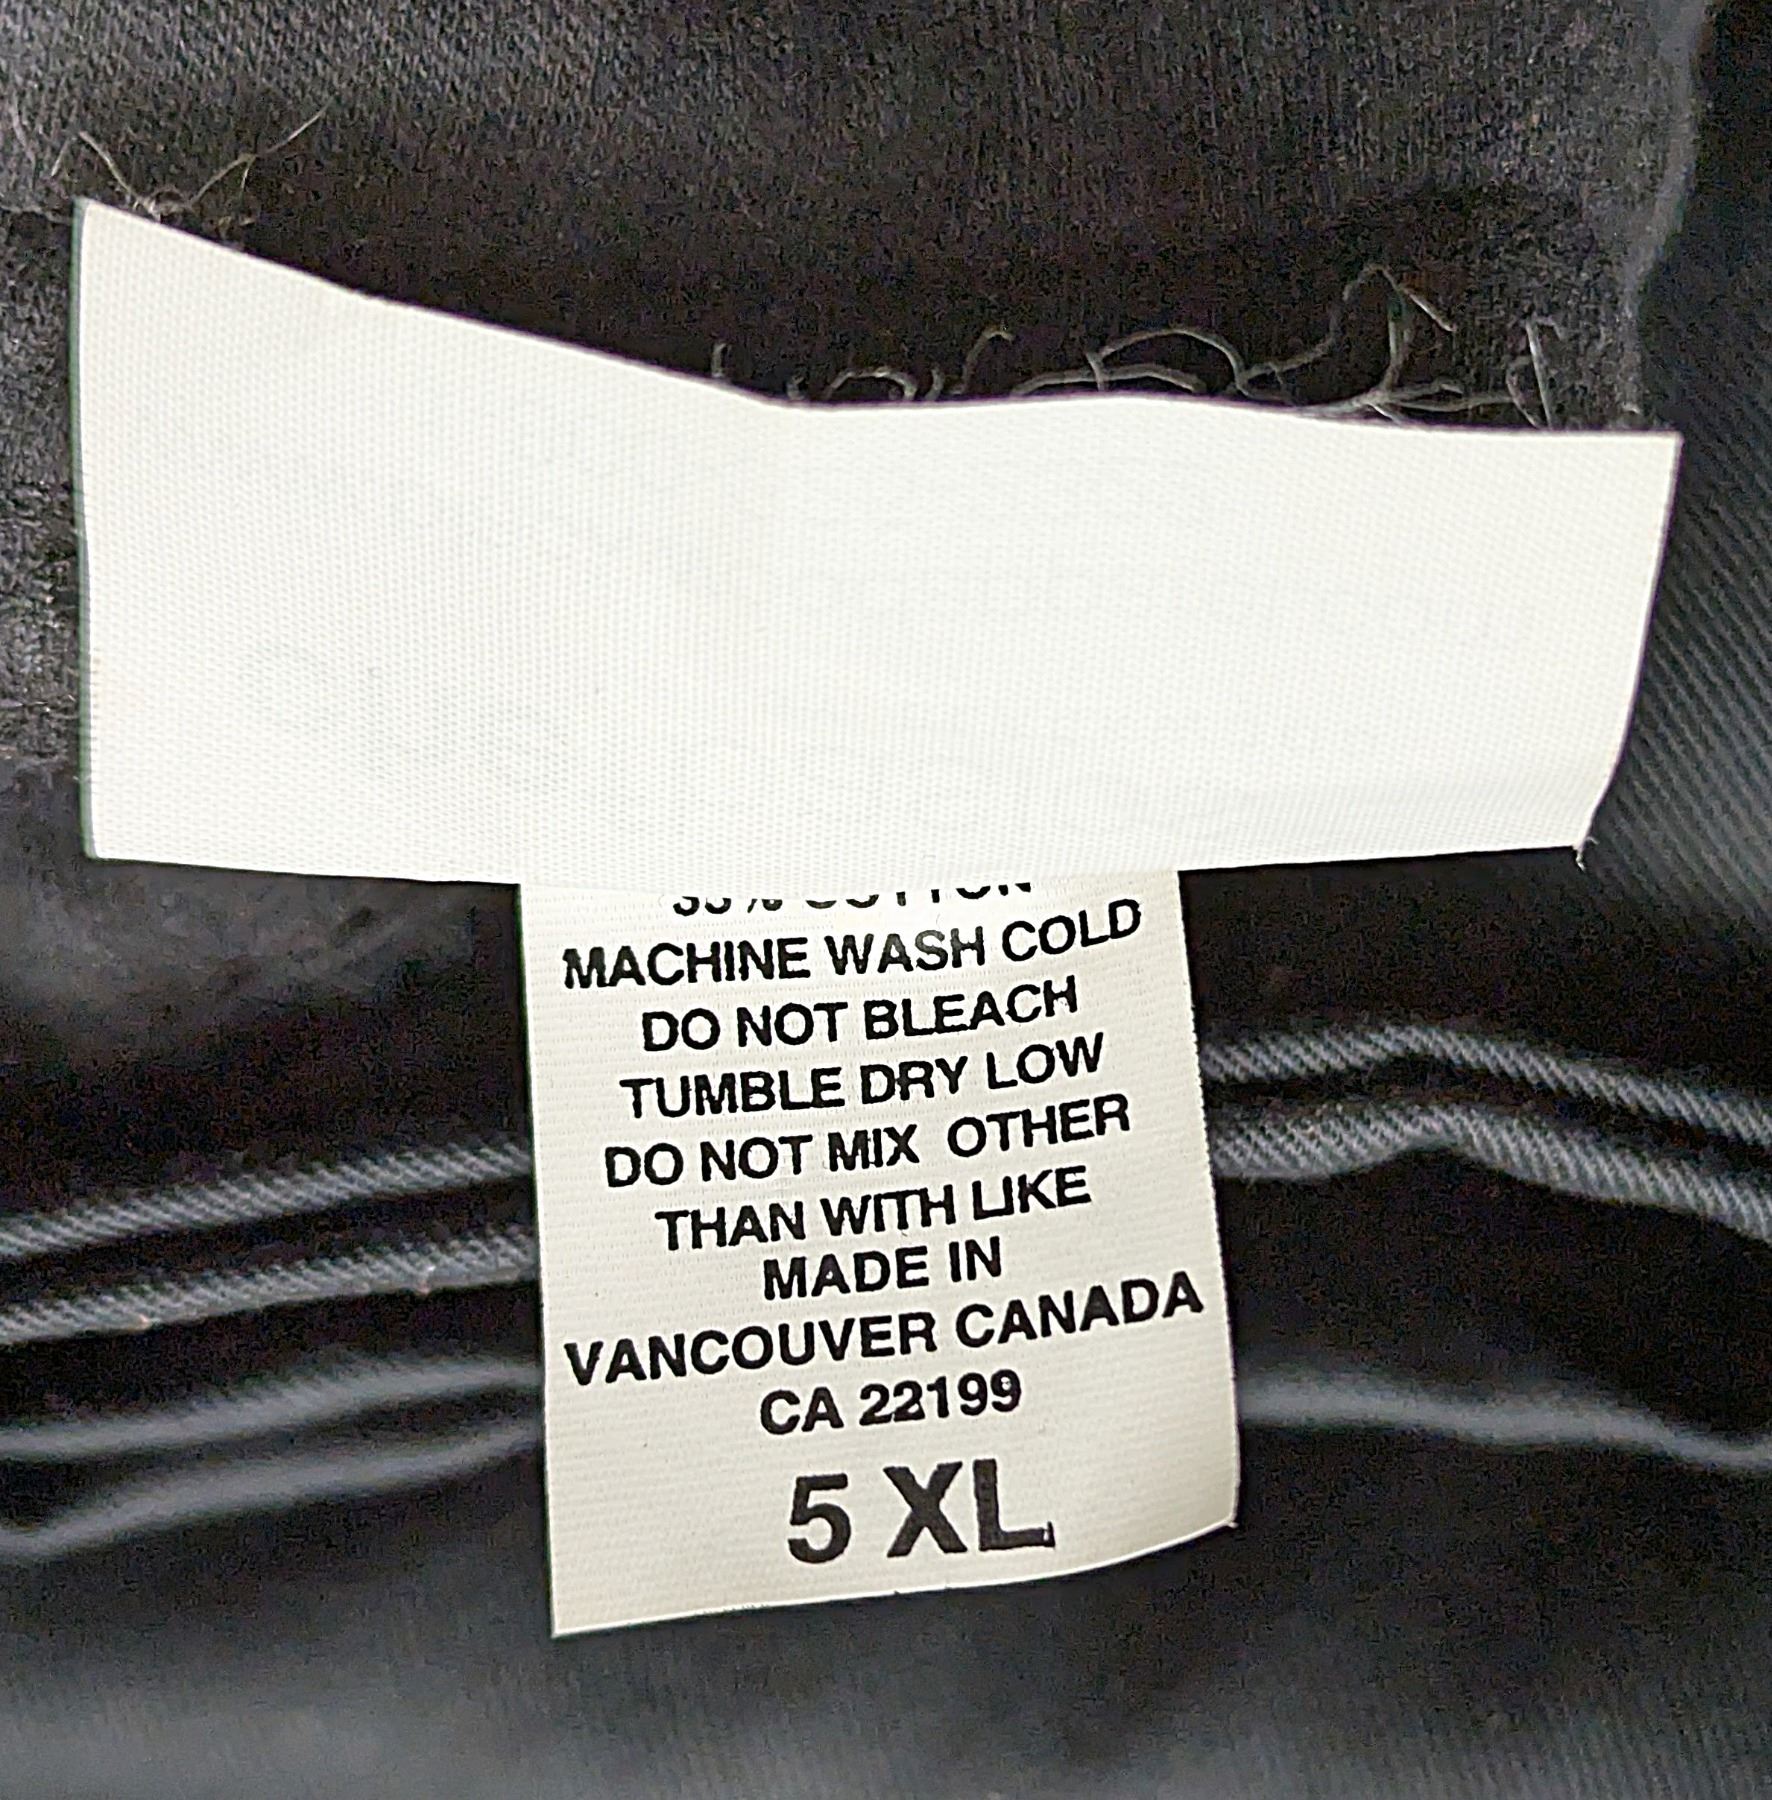 MACHINE WASH COLD
DO NOT BLEACH
TUMBLE DRY LOW
DO NOT MIX OTHER
THAN WITH LIKE
MADE IN
VANCOUVER CANADA
CA 22199
5 XL